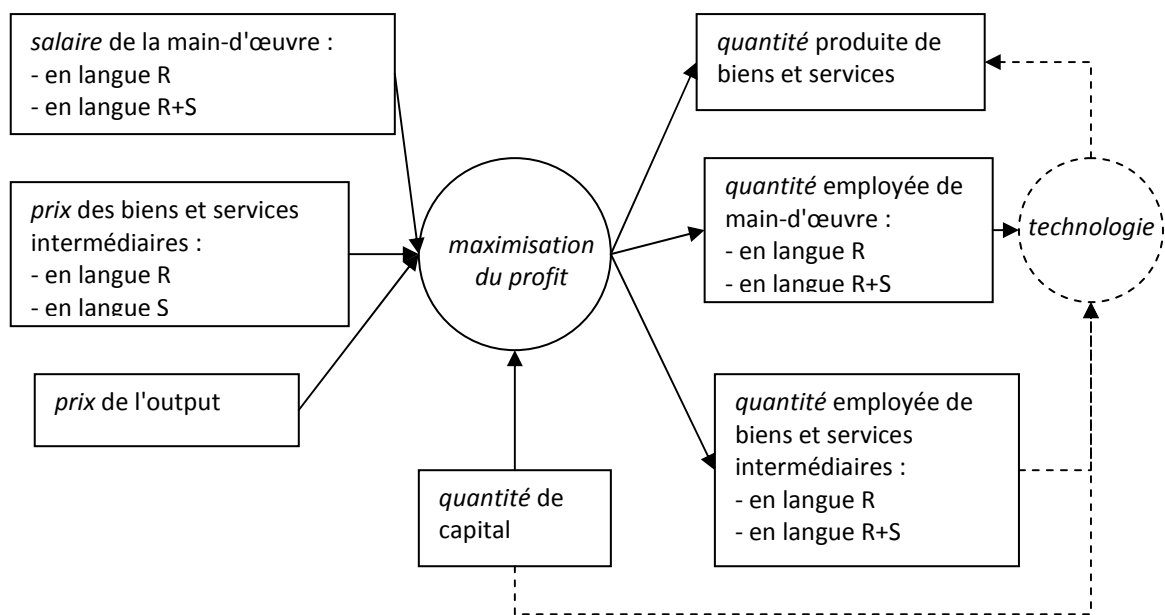 salaire de la main-d'œuvre :
- en langue R
- en langue R+S
prix des biens et services
intermédiaires :
- en langue R
- en langue S
prix de l'output
maximisation
du profit
quantité de
capital
quantité produite de
biens et services
quantité employée de
main-d'œuvre :
- en langue R
- en langue R+S
quantité employée de
biens et services
intermédiaires :
- en langue R
- en langue R+S
technologie